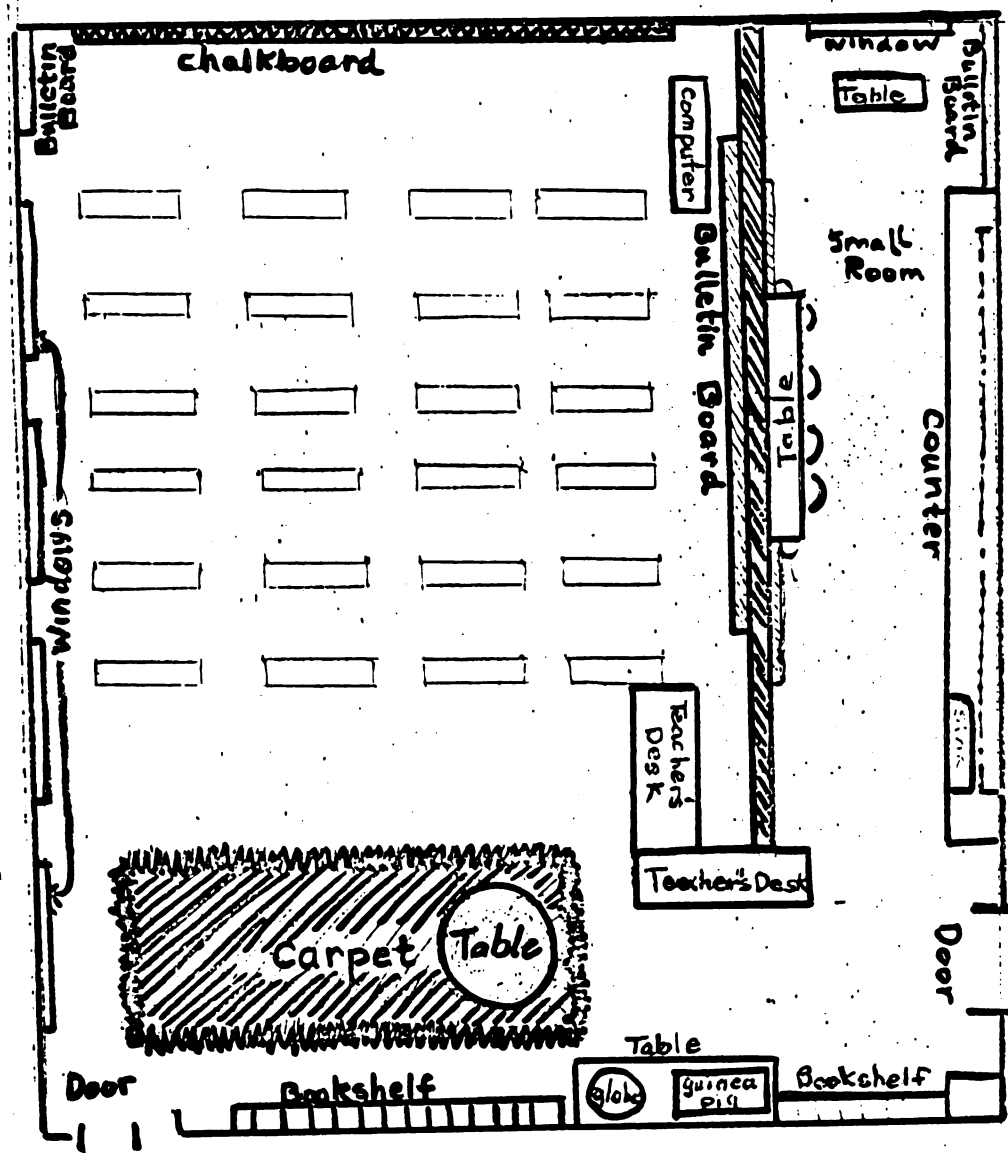 Bulletin
Board
Chalkboard
Window
Bulletin
Board
Table
Computer
Small
Room
Bulletin Board
Table
Counter
Windows
Sink
Teacher's
Desk
Teacher's Desk
Carpet
Table
Door
Door
Bookshelf
Table
globe
guinea
pig
Bookshelf